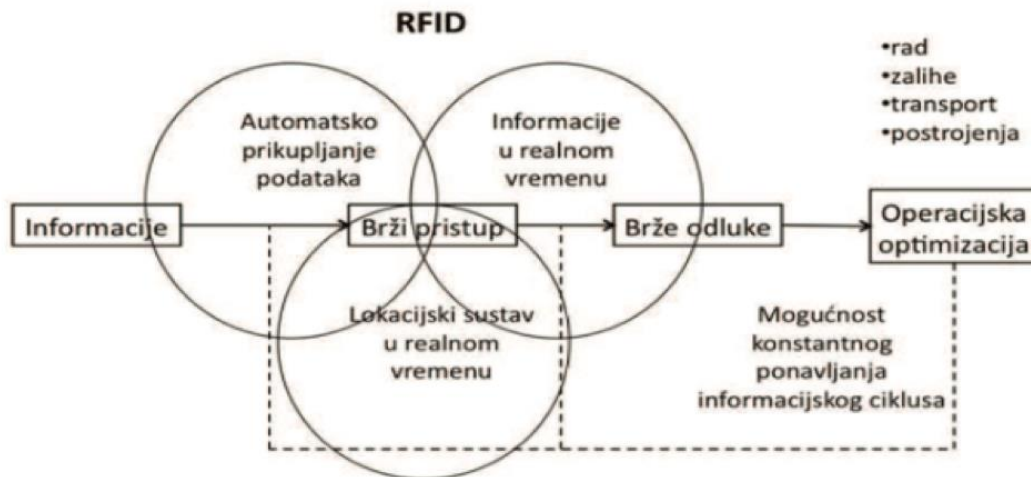 RFID
•rad
•zalihe
•transport
•postrojenja
Automatsko
prikupljanje
podataka
Informacije
u realnom
vremenu
Informacije
Brži pristup
Brže odluke
Operacijska
optimizacija
Lokacijski sustav
u realnom
vremenu
Mogućnost
konstantnog
ponavljanja
informacijskog ciklusa